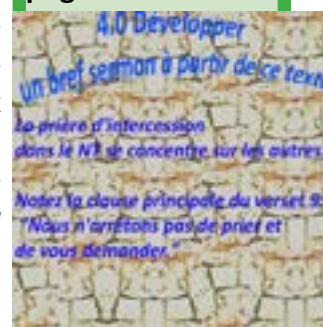 4.0 Développer
un bref sermon à partir de ce texte
La prière d'intercession
dans le NT se concentre sur les autres.
Notez la clause principale du verset 9:
"Nous n'arrêtons pas de prier et
de vous demander."